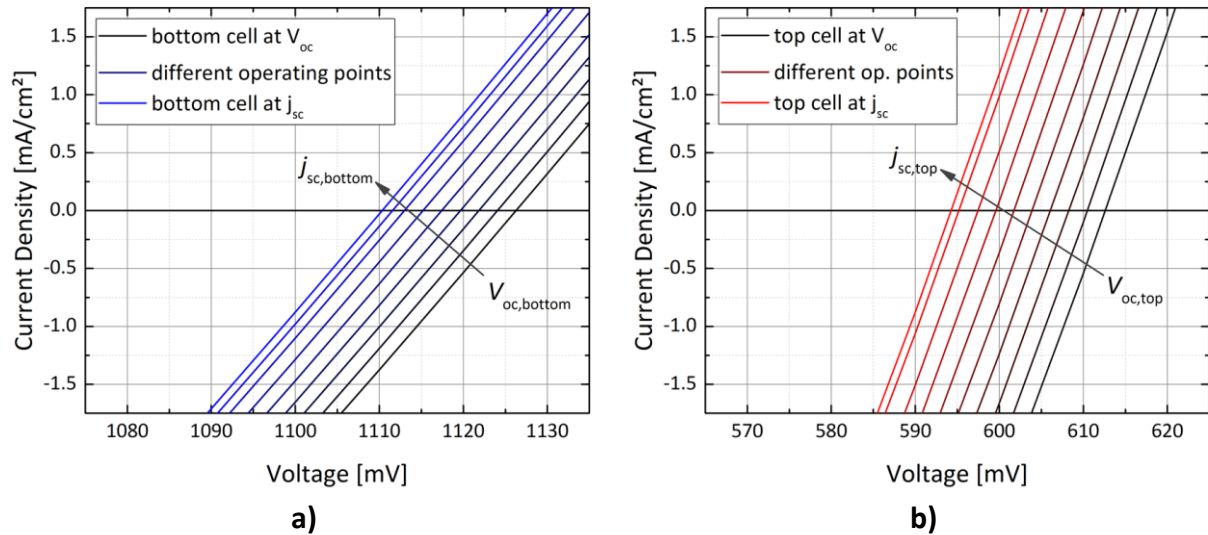 1.5
1.0
0.5
0.0
-0.5
-1.0
-1.5
Current Density [mA/cm²]
bottom cell at Voc
different operating points
bottom cell at jsc
jsc,bottom
Voc,bottom
1080 1090 1100 1110 1120 1130
Voltage [mV]
a)
1.5
1.0
0.5
0.0
-0.5
-1.0
-1.5
Current Density [mA/cm²]
top cell at Voc
different op. points
top cell at jsc
jsc,top
Voc,top
570 580 590 600 610 620
Voltage [mV]
b)